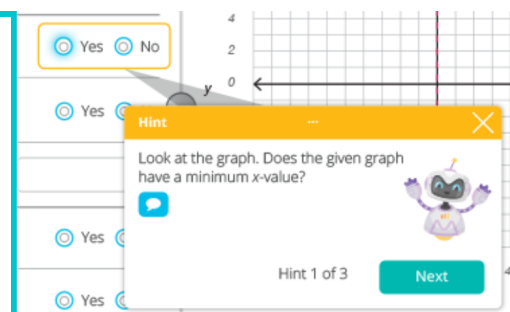 4
Yes No
2
y 0
Yes
Hint ...
Look at the graph. Does the given graph
have a minimum x-value?
Yes
Hint 1 of 3 Next
4
Yes